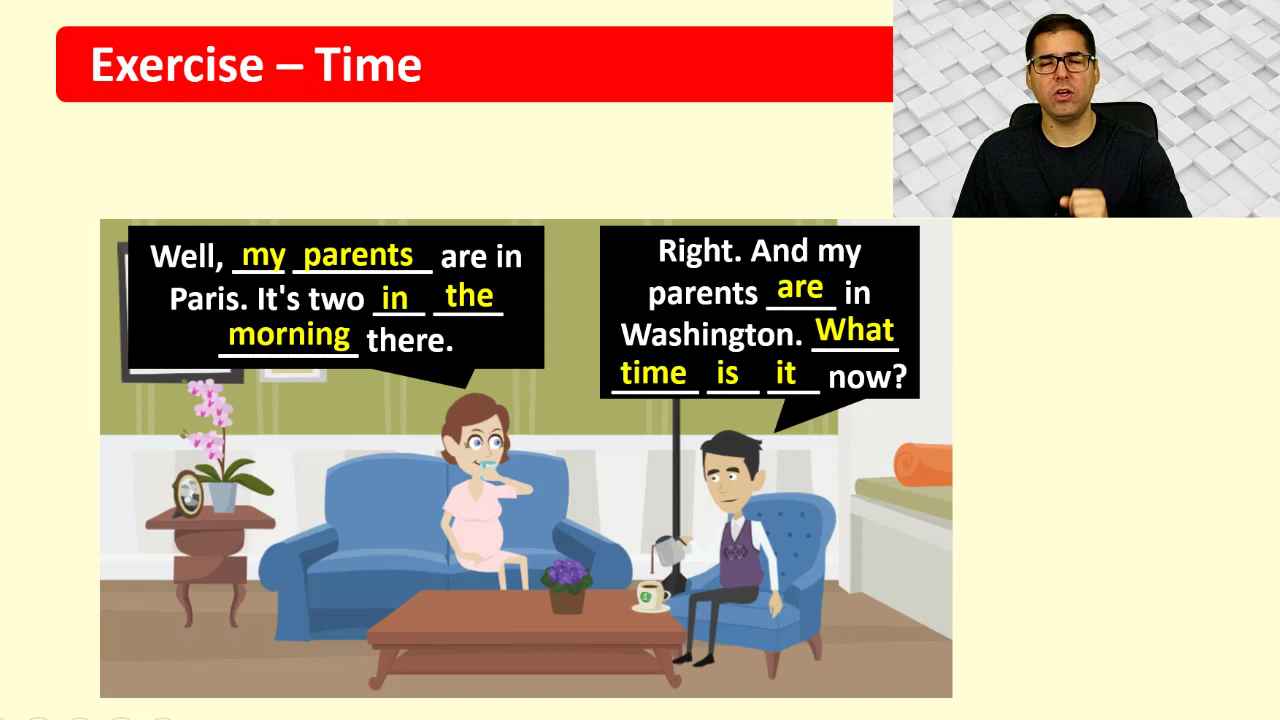 Exercise – Time
Well, my parents are in
Paris. It's two in the
morning there.
Right. And my
parents are in
Washington. What
time is it now?